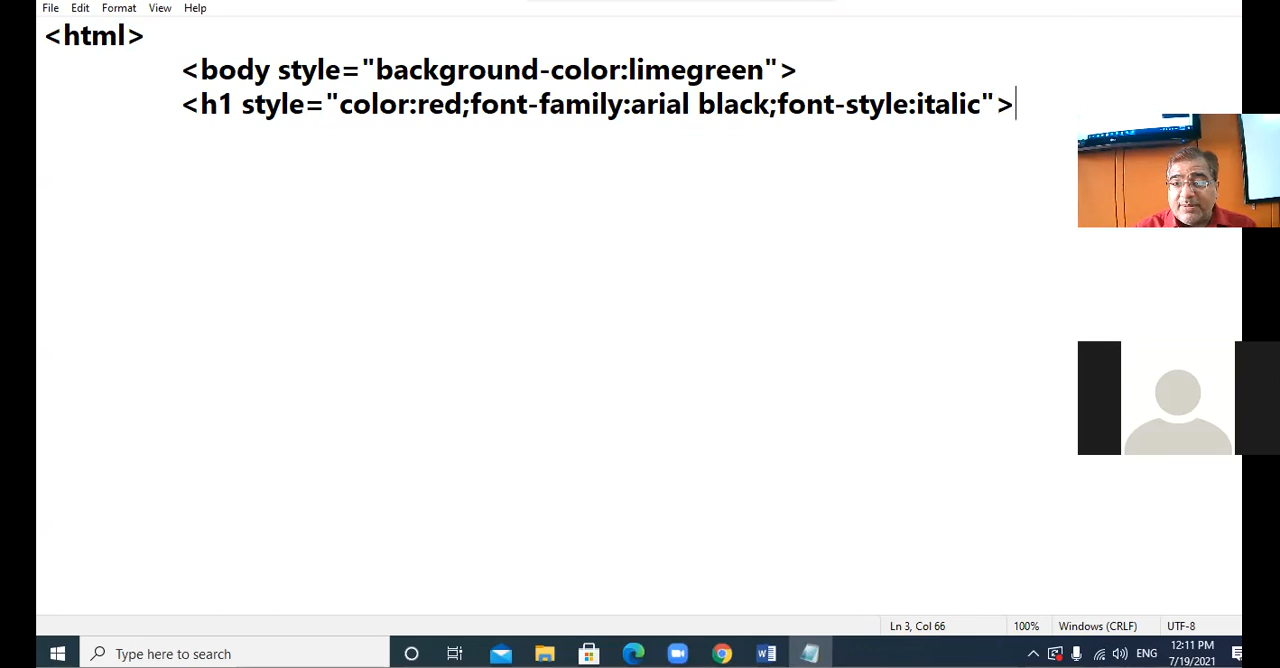 File Edit Format View Help
<html>
<body style="background-color:limegreen">
<h1 style="color:red;font-family:arial black;font-style:italic">
Ln 3, Col 66 100% Windows (CRLF) UTF-8
Type here to search
ENG
12:11 PM
7/19/2021